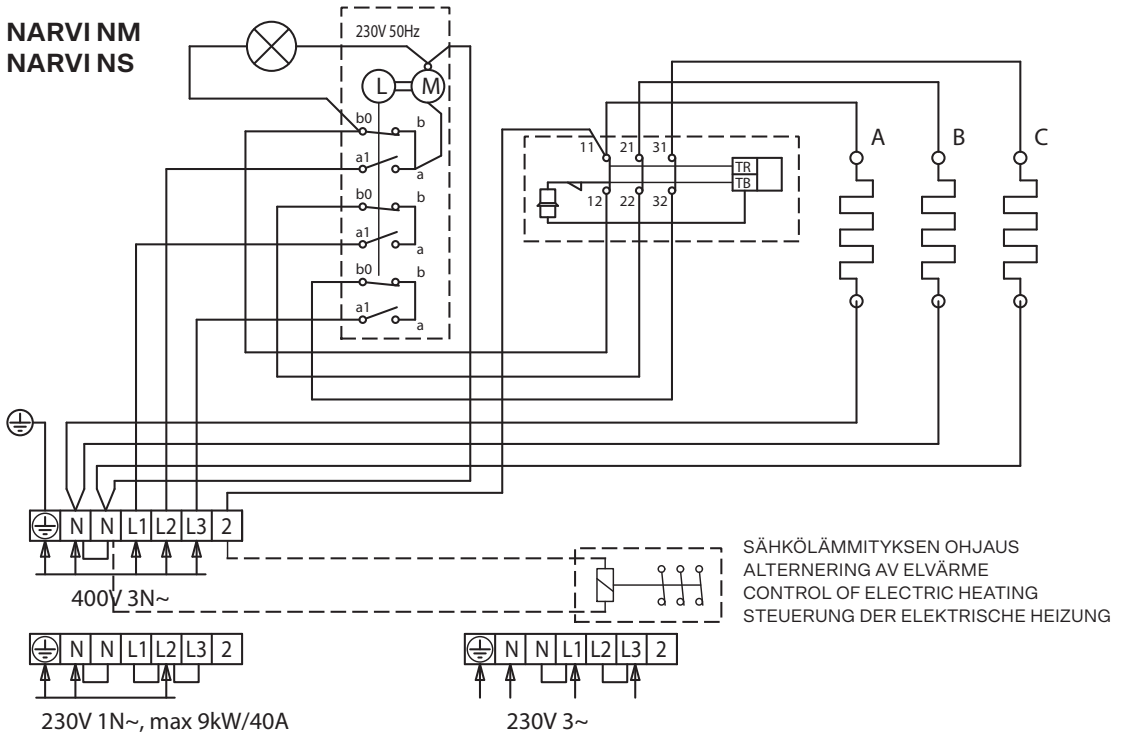 NARVI NM
NARVI NS
230V 50Hz
L M
b0 b
a1 a
b0 b
a1 a
b0 b
a1 a
11 21 31
TR
TB
12 22 32
A B C
N N L1 L2 L3 2
400V 3N~
SÄHKÖLÄMMITYKSEN OHJAUS
ALTERNERING AV ELVÄRME
CONTROL OF ELECTRIC HEATING
STEUERUNG DER ELEKTRISCHE HEIZUNG
N N L1 L2 L3 2
230V 1N~, max 9kW/40A
N N L1 L2 L3 2
230V 3~